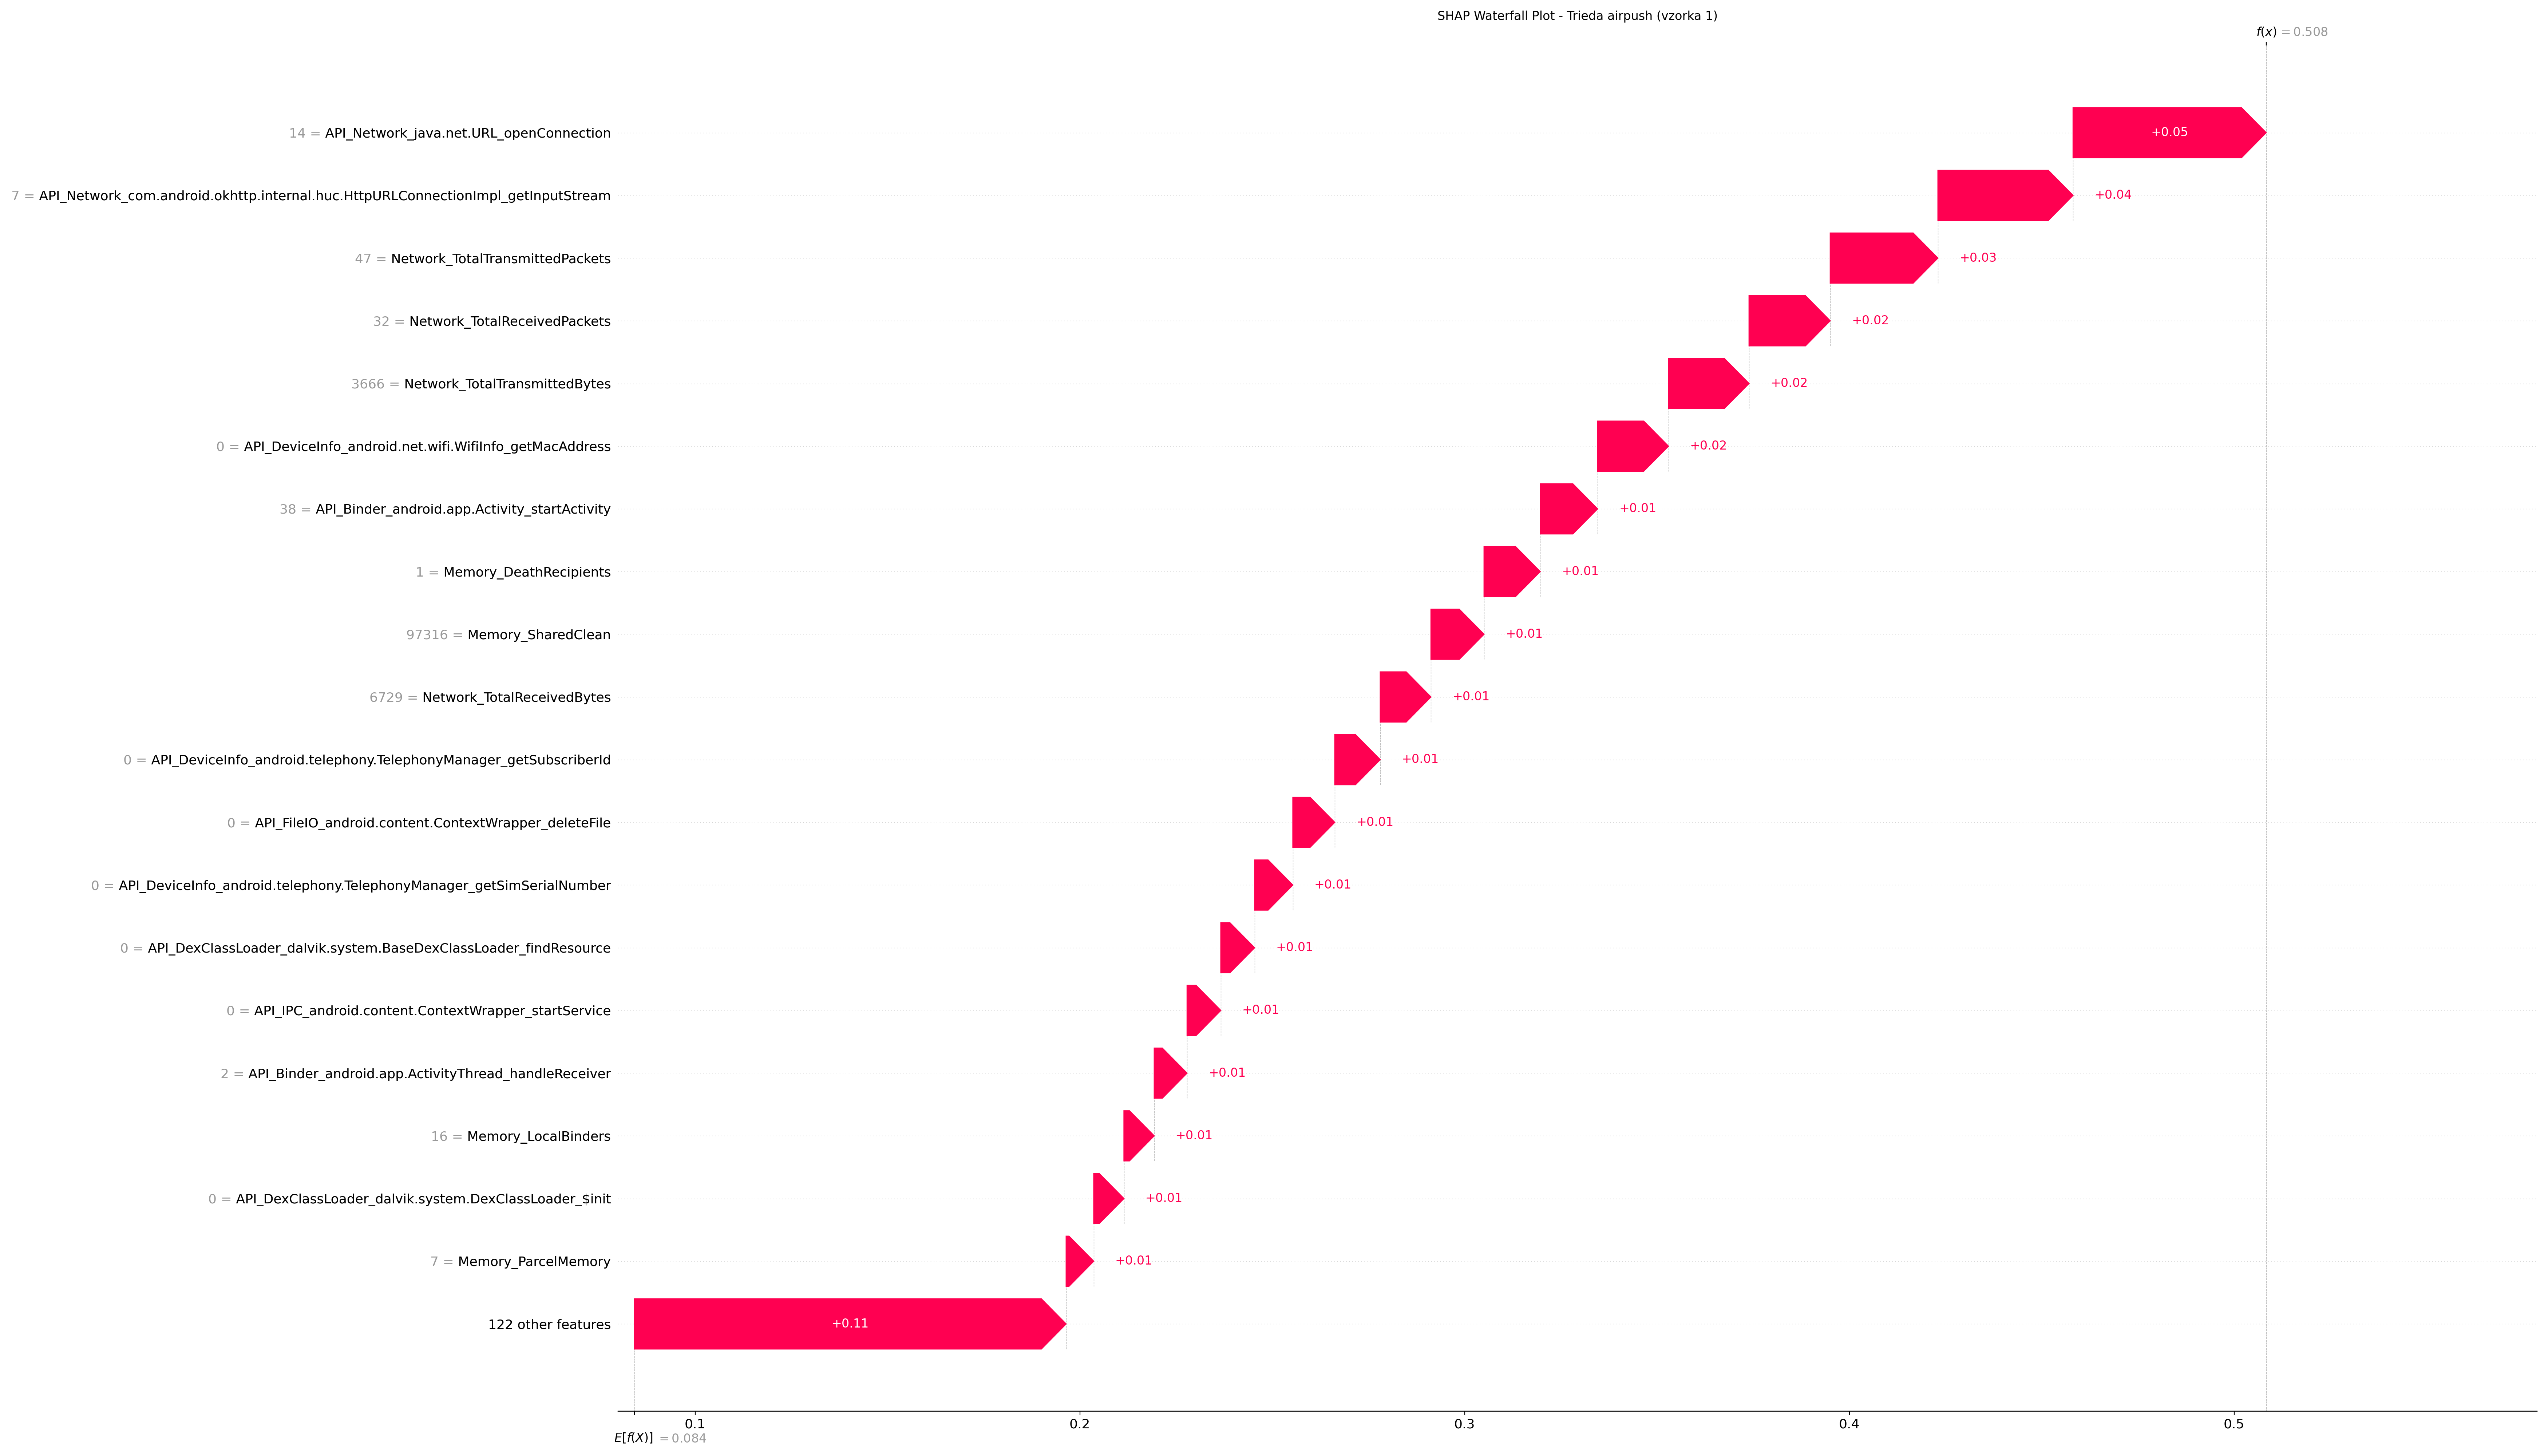 SHAP Waterfall Plot - Trieda airpush (vzorka 1)
f(x) = 0.508
14 = API_Network_java.net.URL_openConnection
+0.05
7 = API_Network_com.android.okhttp.internal.huc.HttpURLConnectionImpl_getInputStream
+0.04
47 = Network_TotalTransmittedPackets
+0.03
32 = Network_TotalReceivedPackets
+0.02
3666 = Network_TotalTransmittedBytes
+0.02
0 = API_DeviceInfo_android.net.wifi.WifiInfo_getMacAddress
+0.02
38 = API_Binder_android.app.Activity_startActivity
+0.01
1 = Memory_DeathRecipients
+0.01
97316 = Memory_SharedClean
+0.01
6729 = Network_TotalReceivedBytes
+0.01
0 = API_DeviceInfo_android.telephony.TelephonyManager_getSubscriberId
+0.01
0 = API_FileIO_android.content.ContextWrapper_deleteFile
+0.01
0 = API_DeviceInfo_android.telephony.TelephonyManager_getSimSerialNumber
+0.01
0 = API_DexClassLoader_dalvik.system.BaseDexClassLoader_findResource
+0.01
0 = API_IPC_android.content.ContextWrapper_startService
+0.01
2 = API_Binder_android.app.ActivityThread_handleReceiver
+0.01
16 = Memory_LocalBinders
+0.01
0 = API_DexClassLoader_dalvik.system.DexClassLoader_$init
+0.01
7 = Memory_ParcelMemory
+0.01
122 other features
+0.11
0.1 0.2 0.3 0.4 0.5
E[f(X)] = 0.084